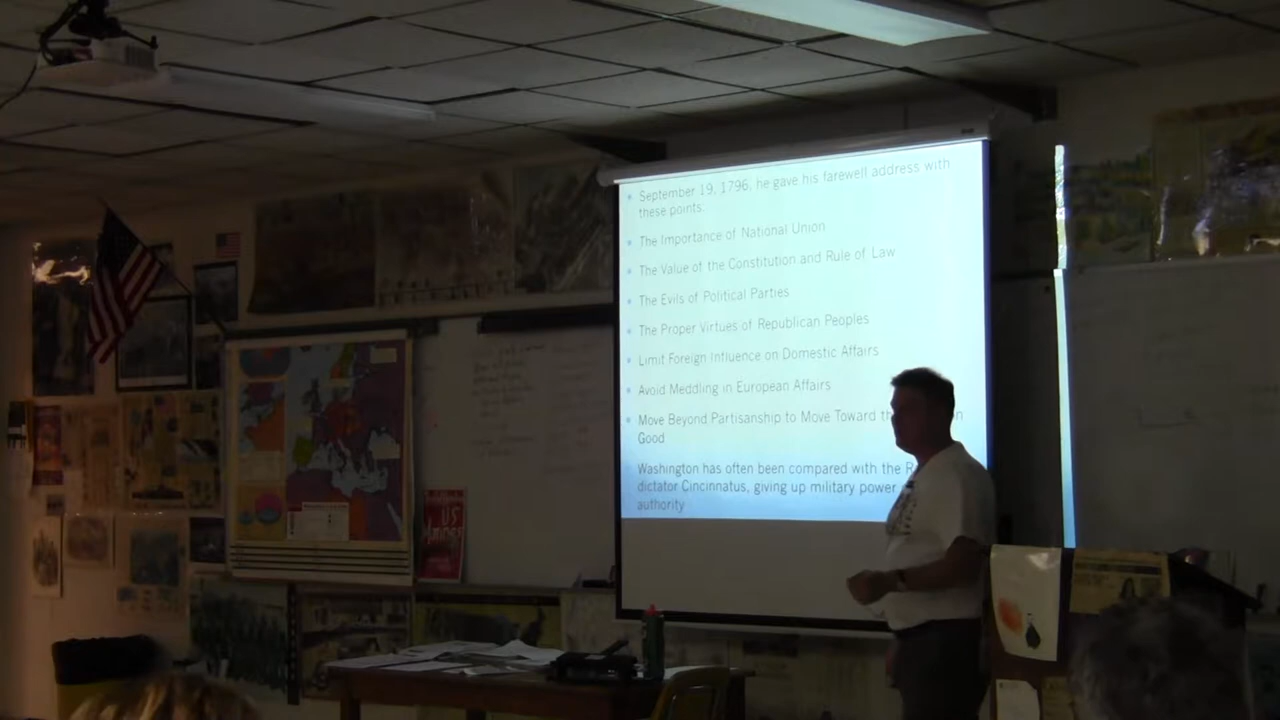 September 19, 1796, he gave his farewell address with
these points:
The Importance of National Union
The Value of the Constitution and Rule of Law
The Evils of Political Parties
The Proper Virtues of Republican Peoples
Limit Foreign Influence on Domestic Affairs
Avoid Meddling in European Affairs
Move Beyond Partisanship to Move Toward
Good
Washington has often been compared with the
dictator Cincinnatus, giving up military power
authority
US